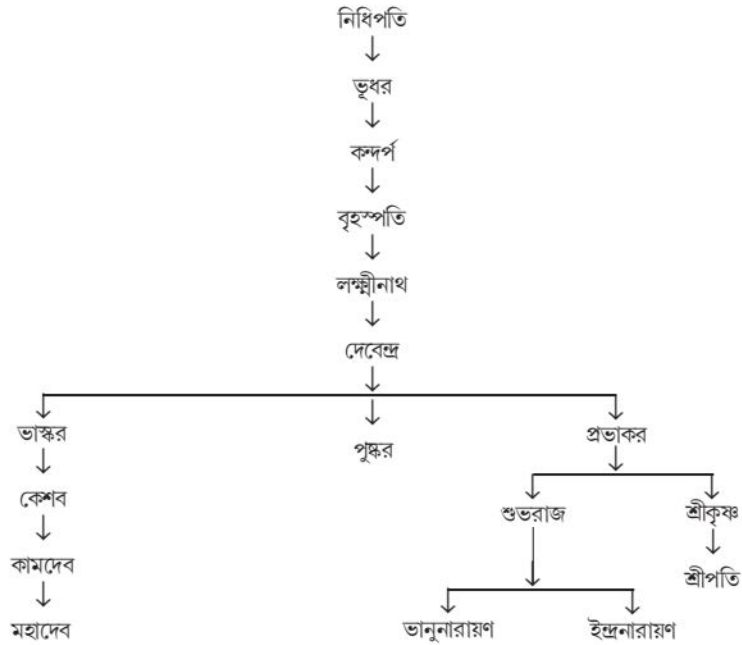 নিধিপতি
ভূধর
কন্দর্প
বৃহস্পতি
লক্ষ্মীনাথ
দেবেন্দ্র
ভাস্কর
পুষ্কর
প্রভাকর
কেশব
শুভরাজ
শ্রীকৃষ্ণ
কামদেব
শ্রীপতি
মহাদেব
ভানুনারায়ণ
ইন্দ্রনারায়ণ